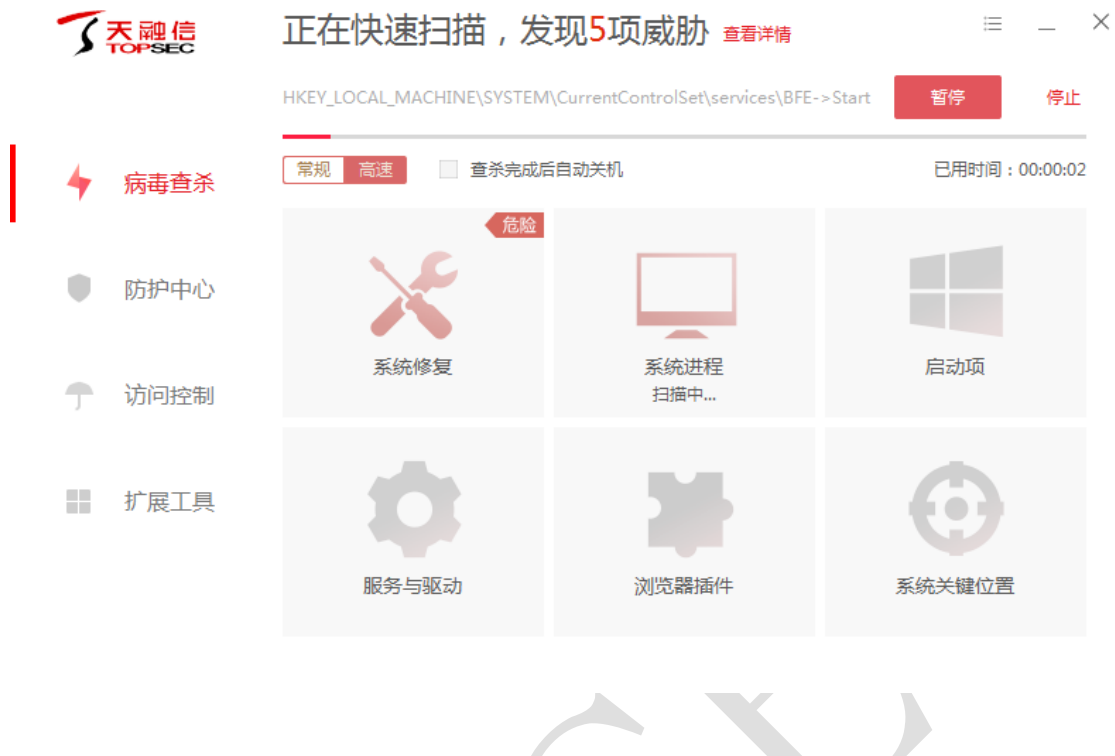 天融信
TOPSEC
正在快速扫描，发现5项威胁 查看详情
HKEY_LOCAL_MACHINE\SYSTEM\CurrentControlSet\services\BFE->Start 暂停 停止
常规 高速 查杀完成后自动关机 已用时间：00:00:02
病毒查杀
防护中心
访问控制
扩展工具
危险
系统修复
系统进程
扫描中...
启动项
服务与驱动
浏览器插件
系统关键位置